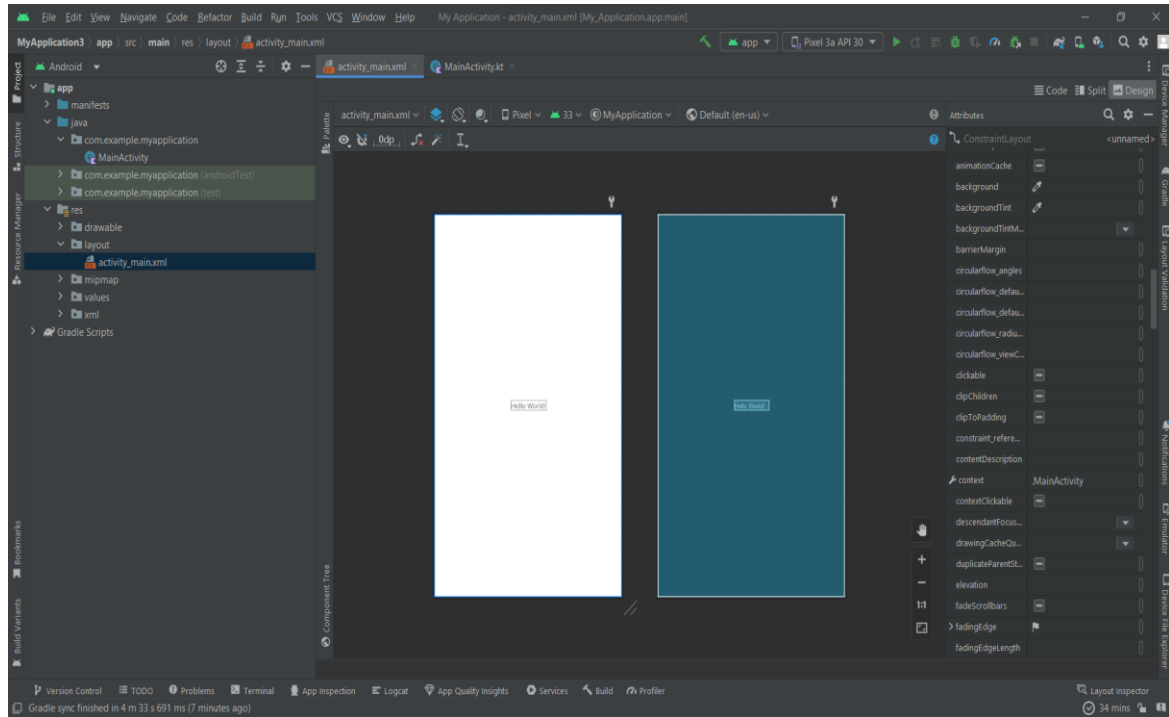 File Edit View Navigate Code Refactor Build Run Tools VCS Window Help My Application - activity_main.xml [My_Application.app.main]
MyApplication3 app src main res layout activity_main.xml app Pixel 3a API 30
Project
Android
activity_main.xml
MainActivity.kt
app
manifests
java
com.example.myapplication
MainActivity
com.example.myapplication (androidTest)
com.example.myapplication (test)
res
drawable
layout
activity_main.xml
mipmap
values
xml
Gradle Scripts
Structure
Resource Manager
Bookmarks
Build Variants
Code Split Design
activity_main.xml Pixel 33 MyApplication Default (en-us)
0dp
Palette
Component Tree
Hello World!
Hello World!
1:1
Attributes
ConstraintLayout <unnamed>
animationCache
background
backgroundTint
backgroundTintM...
barrierMargin
circularflow_angles
circularflow_defau...
circularflow_defau...
circularflow_radiu...
circularflow_viewC...
clickable
clipChildren
clipToPadding
constraint_refere...
contentDescription
context .MainActivity
contextClickable
descendantFocus...
drawingCacheQu...
duplicateParentSt...
elevation
fadeScrollbars
fadingEdge
fadingEdgeLength
Device Manager
Gradle
Layout Validation
Notifications
Emulator
Device File Explorer
Version Control TODO Problems Terminal App Inspection Logcat App Quality Insights Services Build Profiler Layout Inspector
Gradle sync finished in 4 m 33 s 691 ms (7 minutes ago) 34 mins